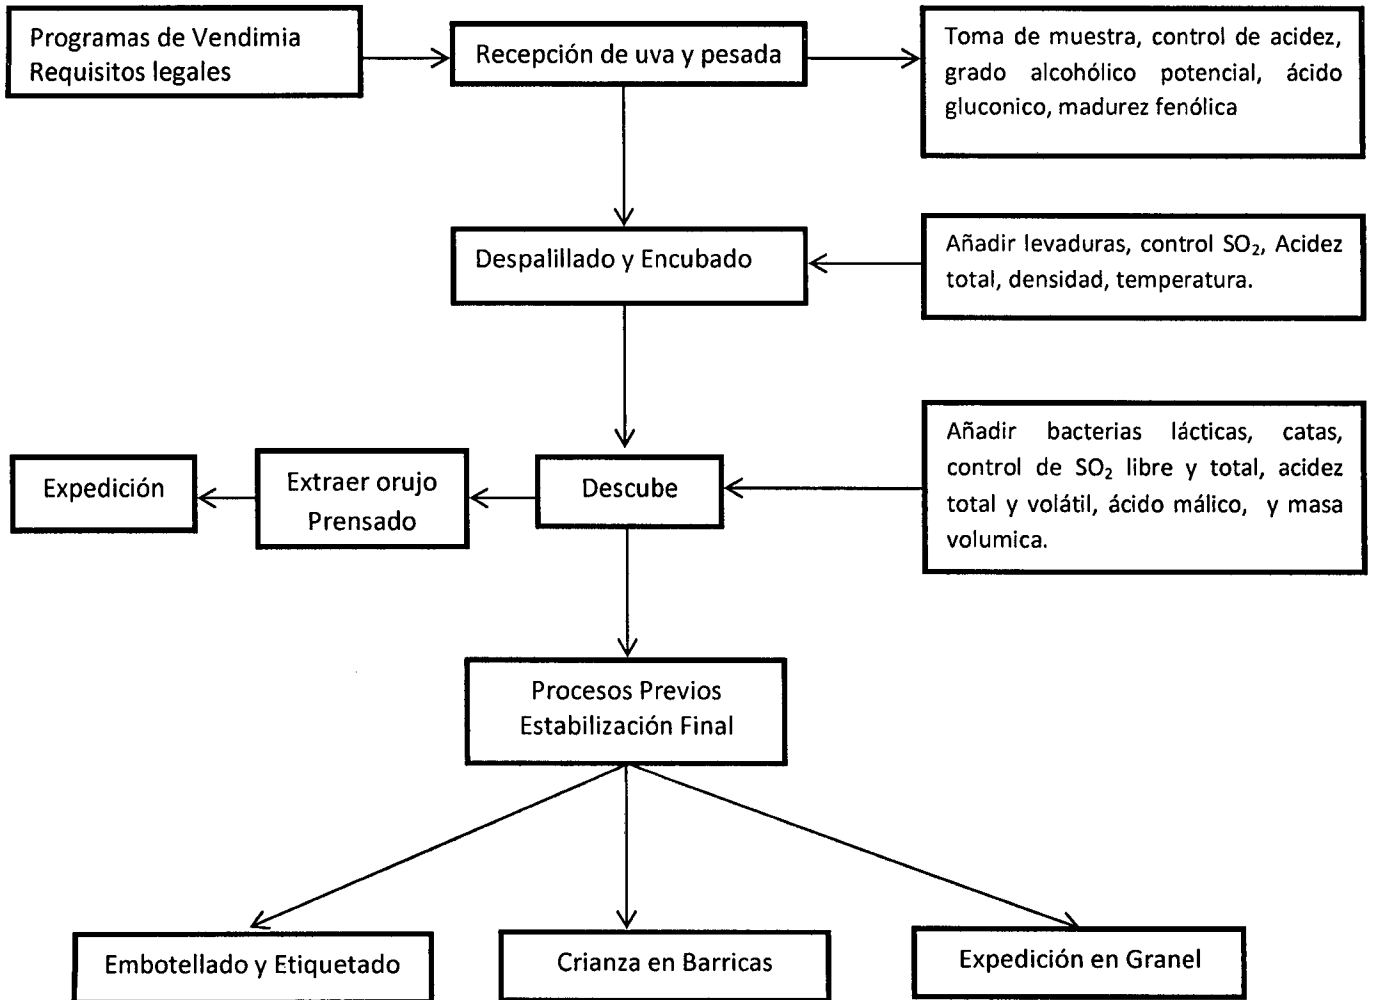 Programas de Vendimia
Requisitos legales
Recepción de uva y pesada
Toma de muestra, control de acidez,
grado alcohólico potencial, ácido
gluconico, madurez fenólica
Despalillado y Encubado
Añadir levaduras, control SO₂, Acidez
total, densidad, temperatura.
Expedición
Extraer orujo
Prensado
Descube
Añadir bacterias lácticas, catas,
control de SO₂ libre y total, acidez
total y volátil, ácido málico, y masa
volumica.
Procesos Previos
Estabilización Final
Embotellado y Etiquetado
Crianza en Barricas
Expedición en Granel